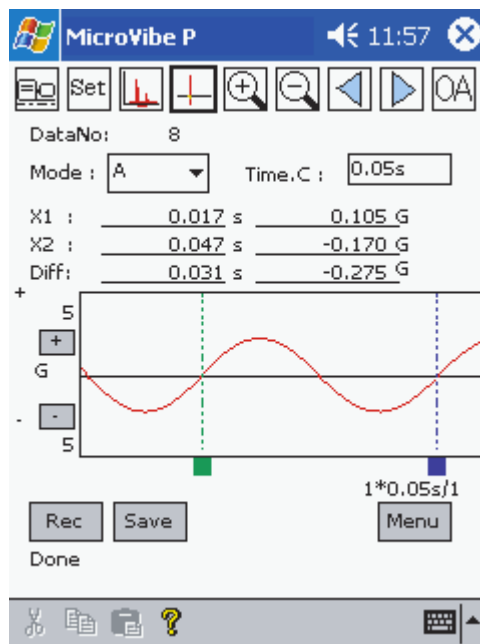 MicroVibe P 11:57
Set OA
DataNo: 8
Mode : A Time.C : 0.05s
X1 : 0.017 s 0.105 G
X2 : 0.047 s -0.170 G
Diff: 0.031 s -0.275 G
+
5
+
G
- -
5
1*0.05s/1
Rec Save Menu
Done